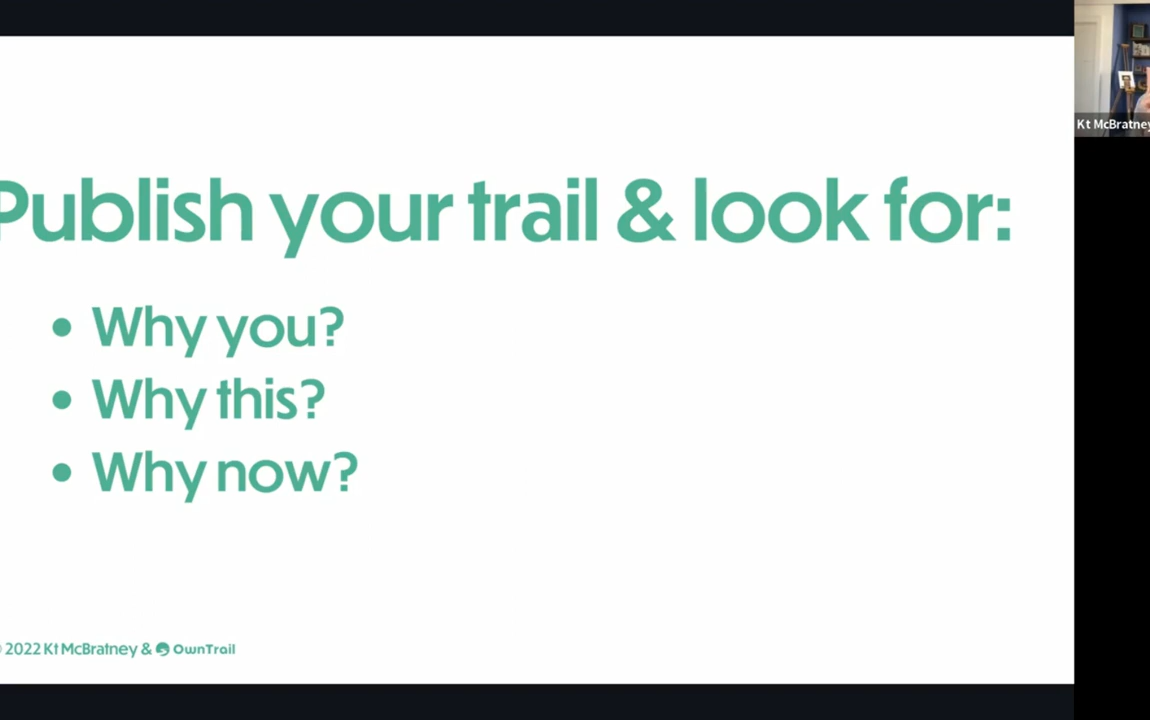 Publish your trail & look for:
• Why you?
• Why this?
• Why now?
© 2022 Kt McBratney & OwnTrail
Kt McBratney